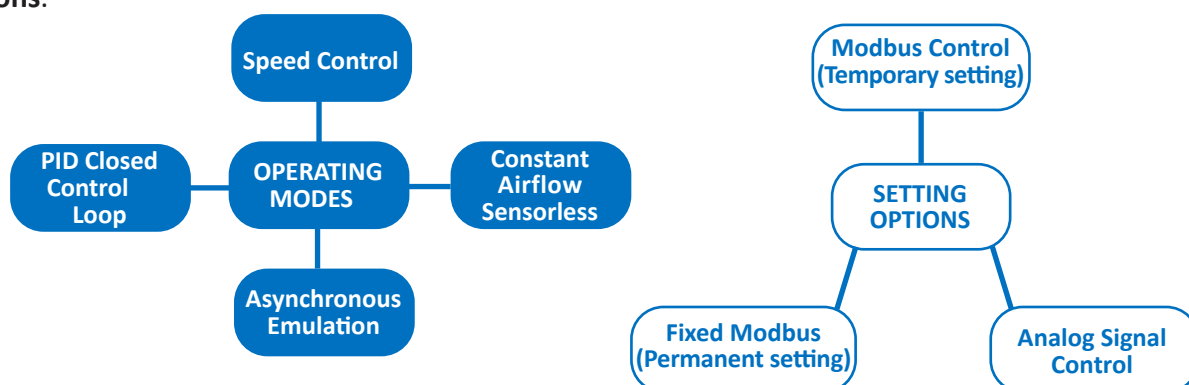 ons:
Speed Control
PID Closed
Control
Loop
OPERATING
MODES
Constant
Airflow
Sensorless
Asynchronous
Emulation
Modbus Control
(Temporary setting)
SETTING
OPTIONS
Fixed Modbus
(Permanent setting)
Analog Signal
Control